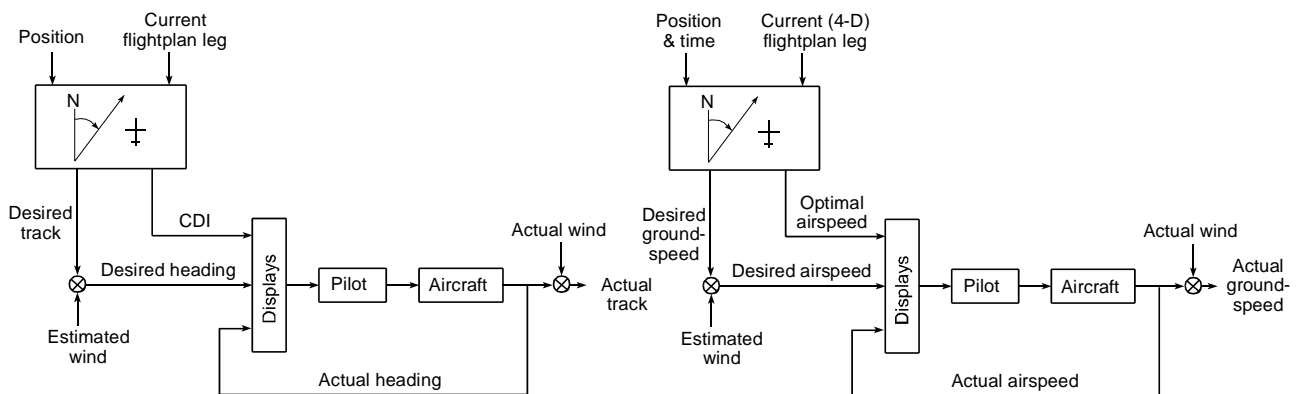 Position
Current
flightplan leg
N
Desired
track
CDI
Desired heading
Estimated
wind
Displays
Pilot
Aircraft
Actual wind
Actual
track
Actual heading
Position
& time
Current (4-D)
flightplan leg
N
Desired
ground-
speed
Optimal
airspeed
Desired airspeed
Estimated
wind
Displays
Pilot
Aircraft
Actual wind
Actual
ground-
speed
Actual airspeed